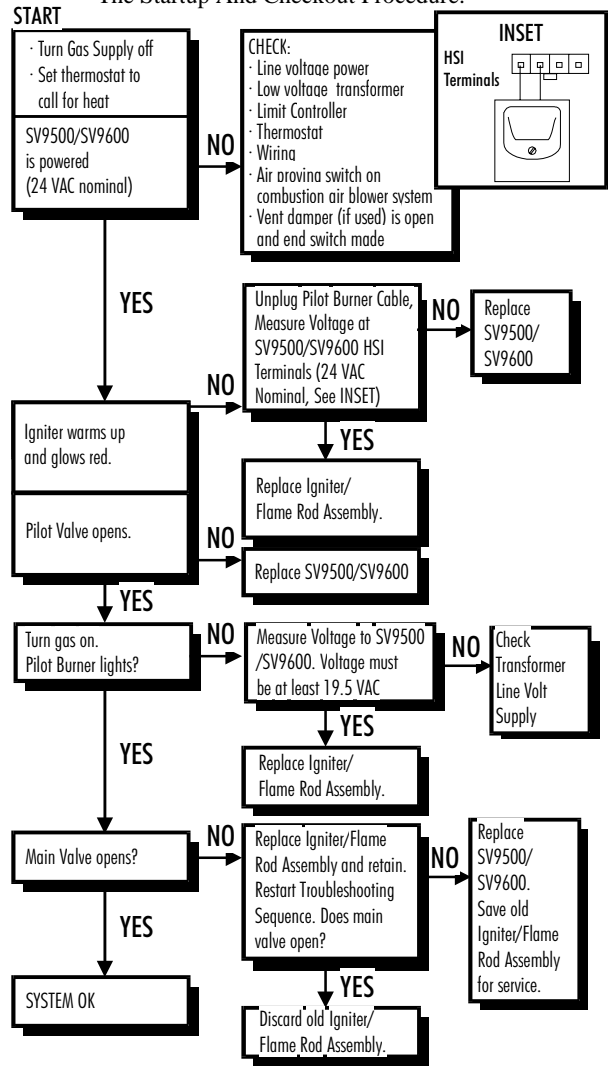 The Startup And Checkout Procedure.
START
· Turn Gas Supply off
· Set thermostat to
call for heat
SV9500/SV9600
is powered
(24 VAC nominal)
NO
CHECK:
· Line voltage power
· Low voltage transformer
· Limit Controller
· Thermostat
· Wiring
· Air proving switch on
combustion air blower system
· Vent damper (if used) is open
and end switch made
INSET
HSI
Terminals
YES
Igniter warms up
and glows red.
NO
Unplug Pilot Burner Cable,
Measure Voltage at
SV9500/SV9600 HSI
Terminals (24 VAC
Nominal, See INSET)
NO
Replace
SV9500/
SV9600
YES
Replace Igniter/
Flame Rod Assembly.
Pilot Valve opens.
NO
Replace SV9500/SV9600
YES
Turn gas on.
Pilot Burner lights?
NO
Measure Voltage to SV9500
/SV9600. Voltage must
be at least 19.5 VAC
NO
Check
Transformer
Line Volt
Supply
YES
Replace Igniter/
Flame Rod Assembly.
YES
Main Valve opens?
NO
Replace Igniter/Flame
Rod Assembly and retain.
Restart Troubleshooting
Sequence. Does main
valve open?
NO
Replace
SV9500/
SV9600.
Save old
Igniter/Flame
Rod Assembly
for service.
YES
Discard old Igniter/
Flame Rod Assembly.
YES
SYSTEM OK